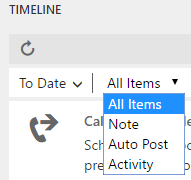 TIMELINE
To Date All Items
All Items
Note
Auto Post
Activity
Cal
Sch
pre